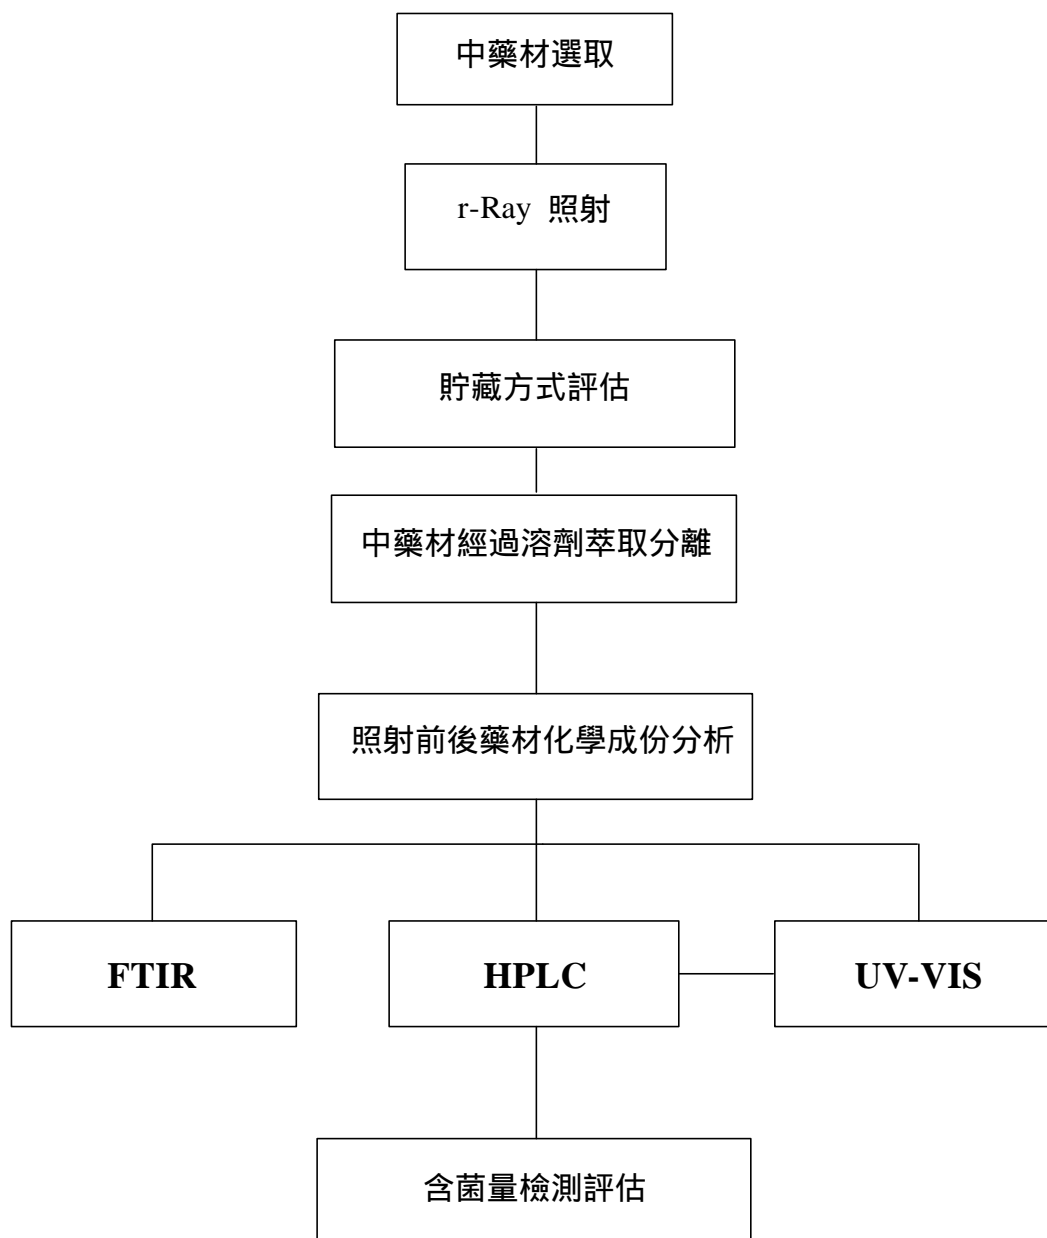 中藥材選取
r-Ray 照射
貯藏方式評估
中藥材經過溶劑萃取分離
照射前後藥材化學成份分析
FTIR
HPLC
UV-VIS
含菌量檢測評估